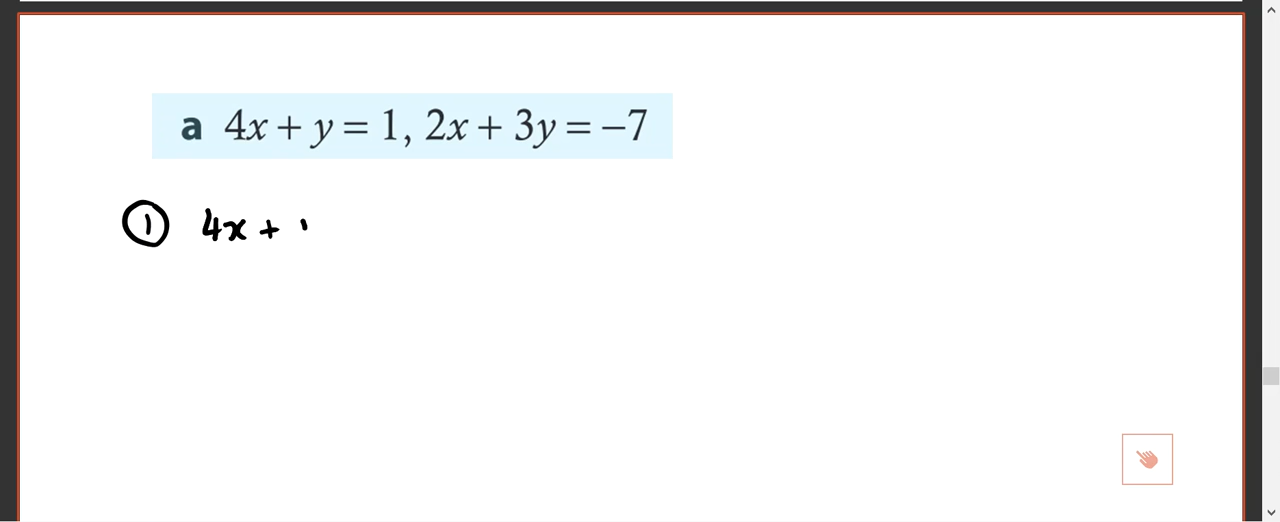 a 4x + y = 1, 2x + 3y = −7
① 4x +